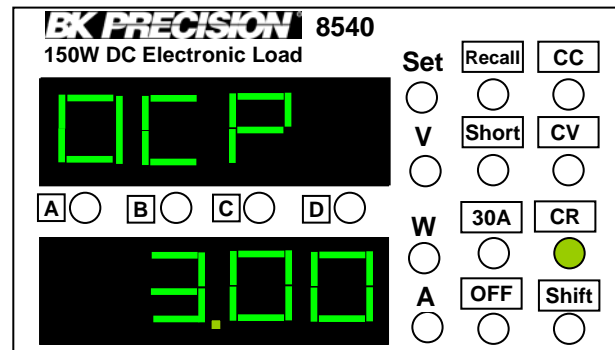 BK PRECISION 8540
150W DC Electronic Load
Set Recall CC
OCP
V Short CV
A B C D
W 30A CR
3.00
A OFF Shift